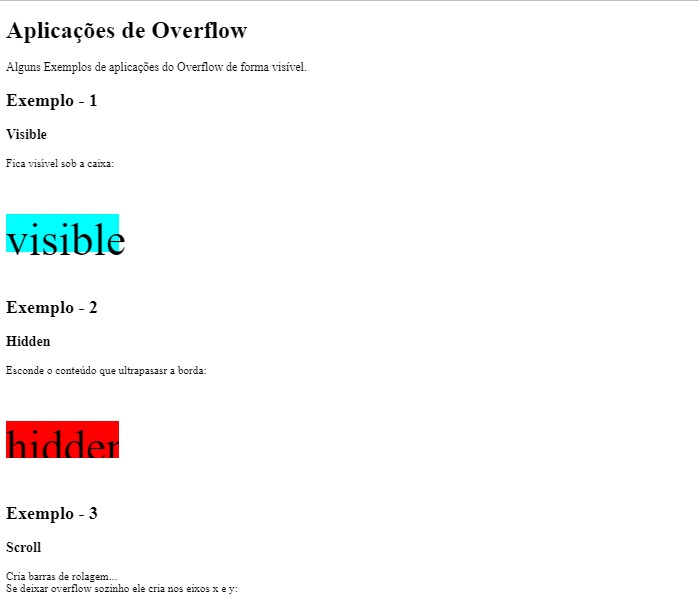 Aplicações de Overflow
Alguns Exemplos de aplicações do Overflow de forma visível.
Exemplo - 1
Visible
Fica visível sob a caixa:
visible
Exemplo - 2
Hidden
Esconde o conteúdo que ultrapasasr a borda:
hidden
Exemplo - 3
Scroll
Cria barras de rolagem...
Se deixar overflow sozinho ele cria nos eixos x e y: